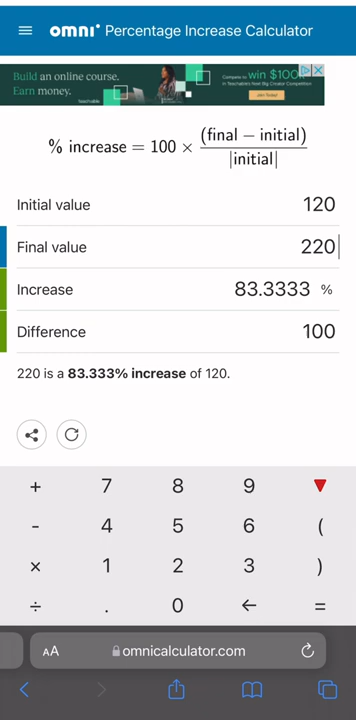 omni Percentage Increase Calculator
Build an online course.
Earn money.
teachable
win $100K
Join Today!
% increase = 100 × (final − initial)
|initial|
Initial value 120
Final value 220
Increase 83.3333 %
Difference 100
220 is a 83.333% increase of 120.
+ 7 8 9
- 4 5 6 (
× 1 2 3 )
÷ . 0 ← =
AA omnicalculator.com